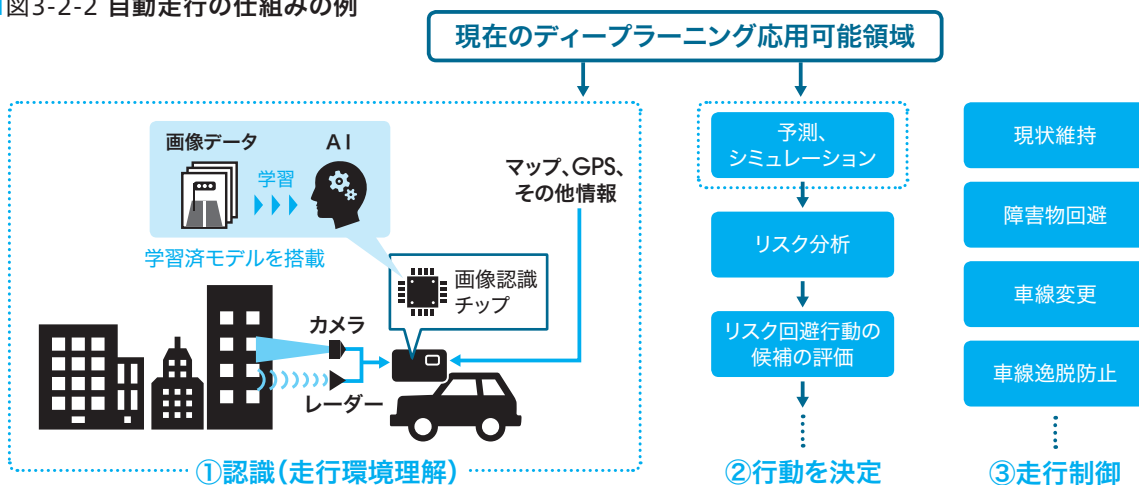 図3-2-2 自動走行の仕組みの例
現在のディープラーニング応用可能領域
画像データ
AI
学習
学習済モデルを搭載
マップ、GPS、
その他情報
画像認識
チップ
カメラ
レーダー
①認識(走行環境理解)
予測、
シミュレーション
リスク分析
リスク回避行動の
候補の評価
②行動を決定
現状維持
障害物回避
車線変更
車線逸脱防止
③走行制御